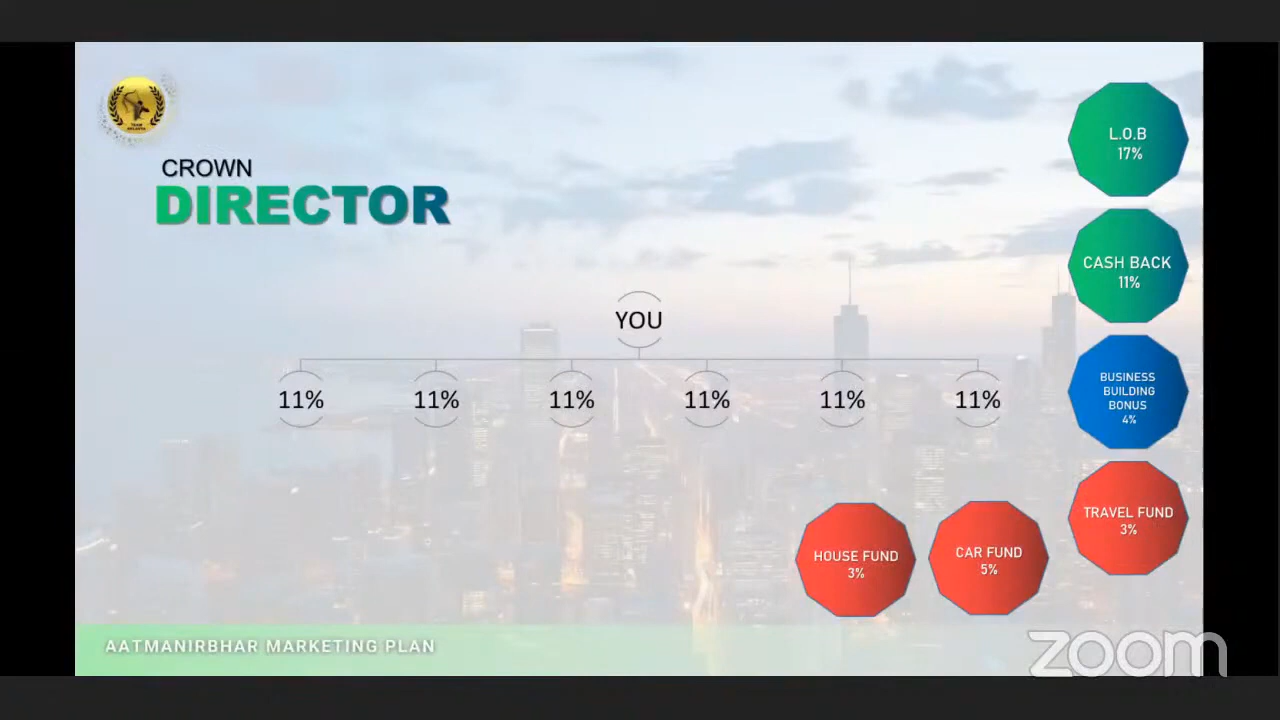 CROWN
DIRECTOR
L.O.B
17%
CASH BACK
11%
YOU
11% 11% 11% 11% 11% 11%
BUSINESS
BUILDING
BONUS
4%
TRAVEL FUND
3%
HOUSE FUND
3%
CAR FUND
5%
AATMANIRBHAR MARKETING PLAN
zoom